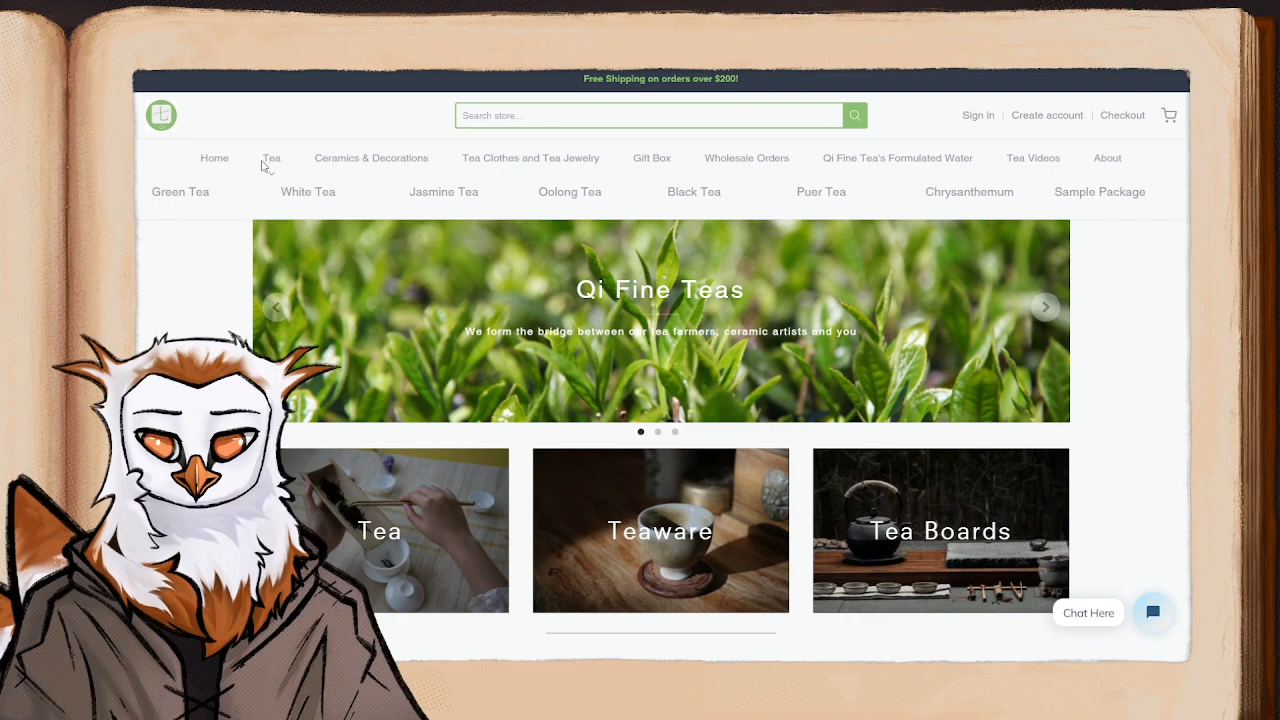 Free Shipping on orders over $200!
Search store...
Sign in
Create account
Checkout
Home Tea Ceramics & Decorations Tea Clothes and Tea Jewelry Gift Box Wholesale Orders Qi Fine Tea's Formulated Water Tea Videos About
Green Tea White Tea Jasmine Tea Oolong Tea Black Tea Puer Tea Chrysanthemum Sample Package
Qi Fine Teas
We form the bridge between our tea farmers, ceramic artists and you
Tea
Teaware
Tea Boards
Chat Here